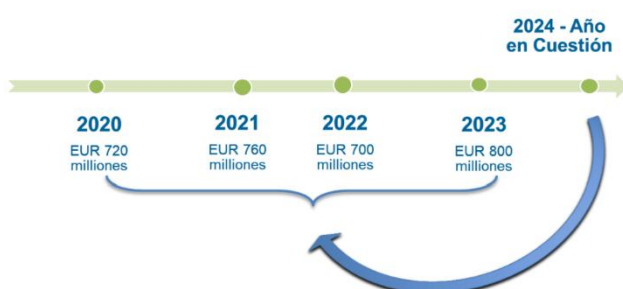 2024 - Año
en Cuestión
2020
EUR 720
milliones
2021
EUR 760
milliones
2022
EUR 700
milliones
2023
EUR 800
milliones